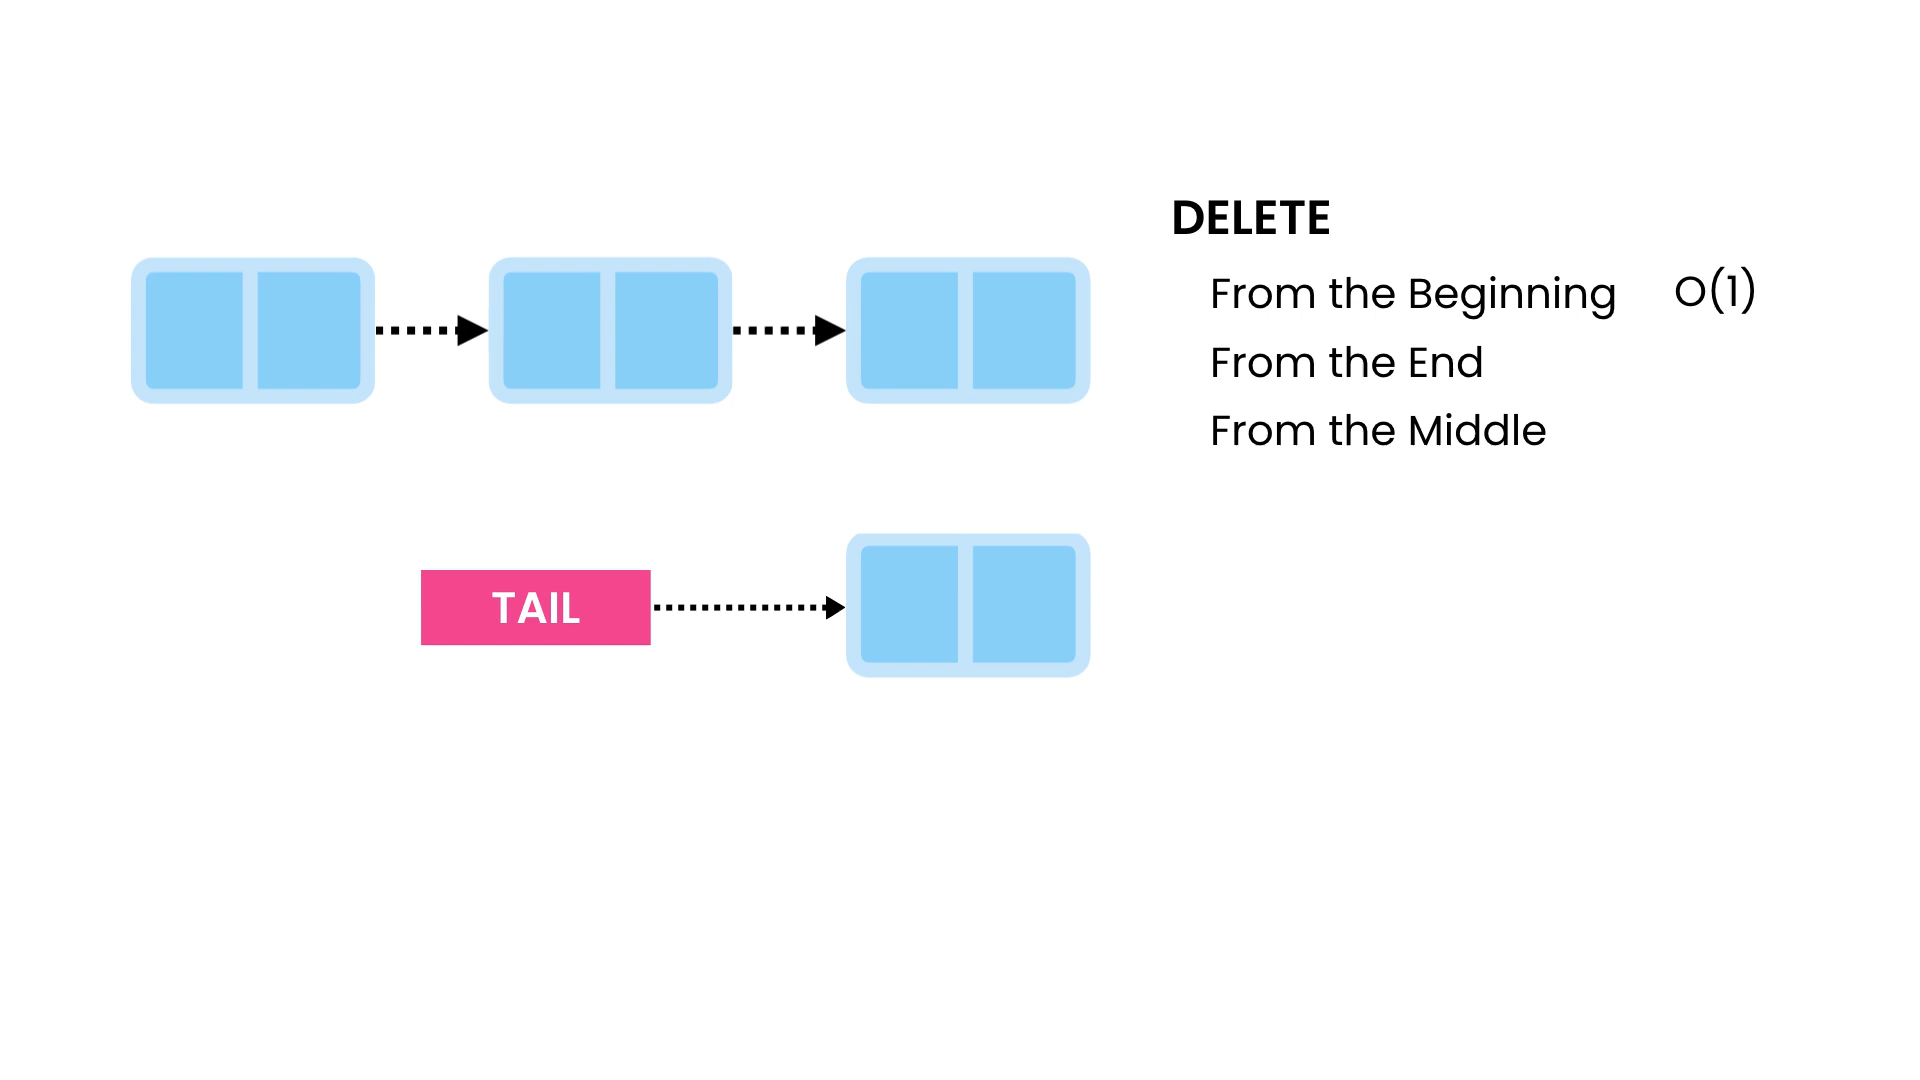 DELETE
From the Beginning O(1)
From the End
From the Middle
TAIL